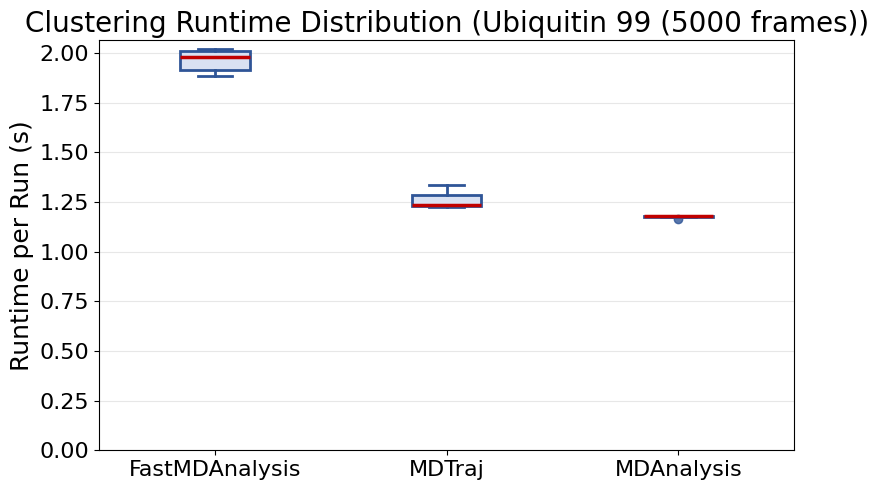 Clustering Runtime Distribution (Ubiquitin 99 (5000 frames))
Runtime per Run (s)
2.00
1.75
1.50
1.25
1.00
0.75
0.50
0.25
0.00
FastMDAnalysis
MDTraj
MDAnalysis